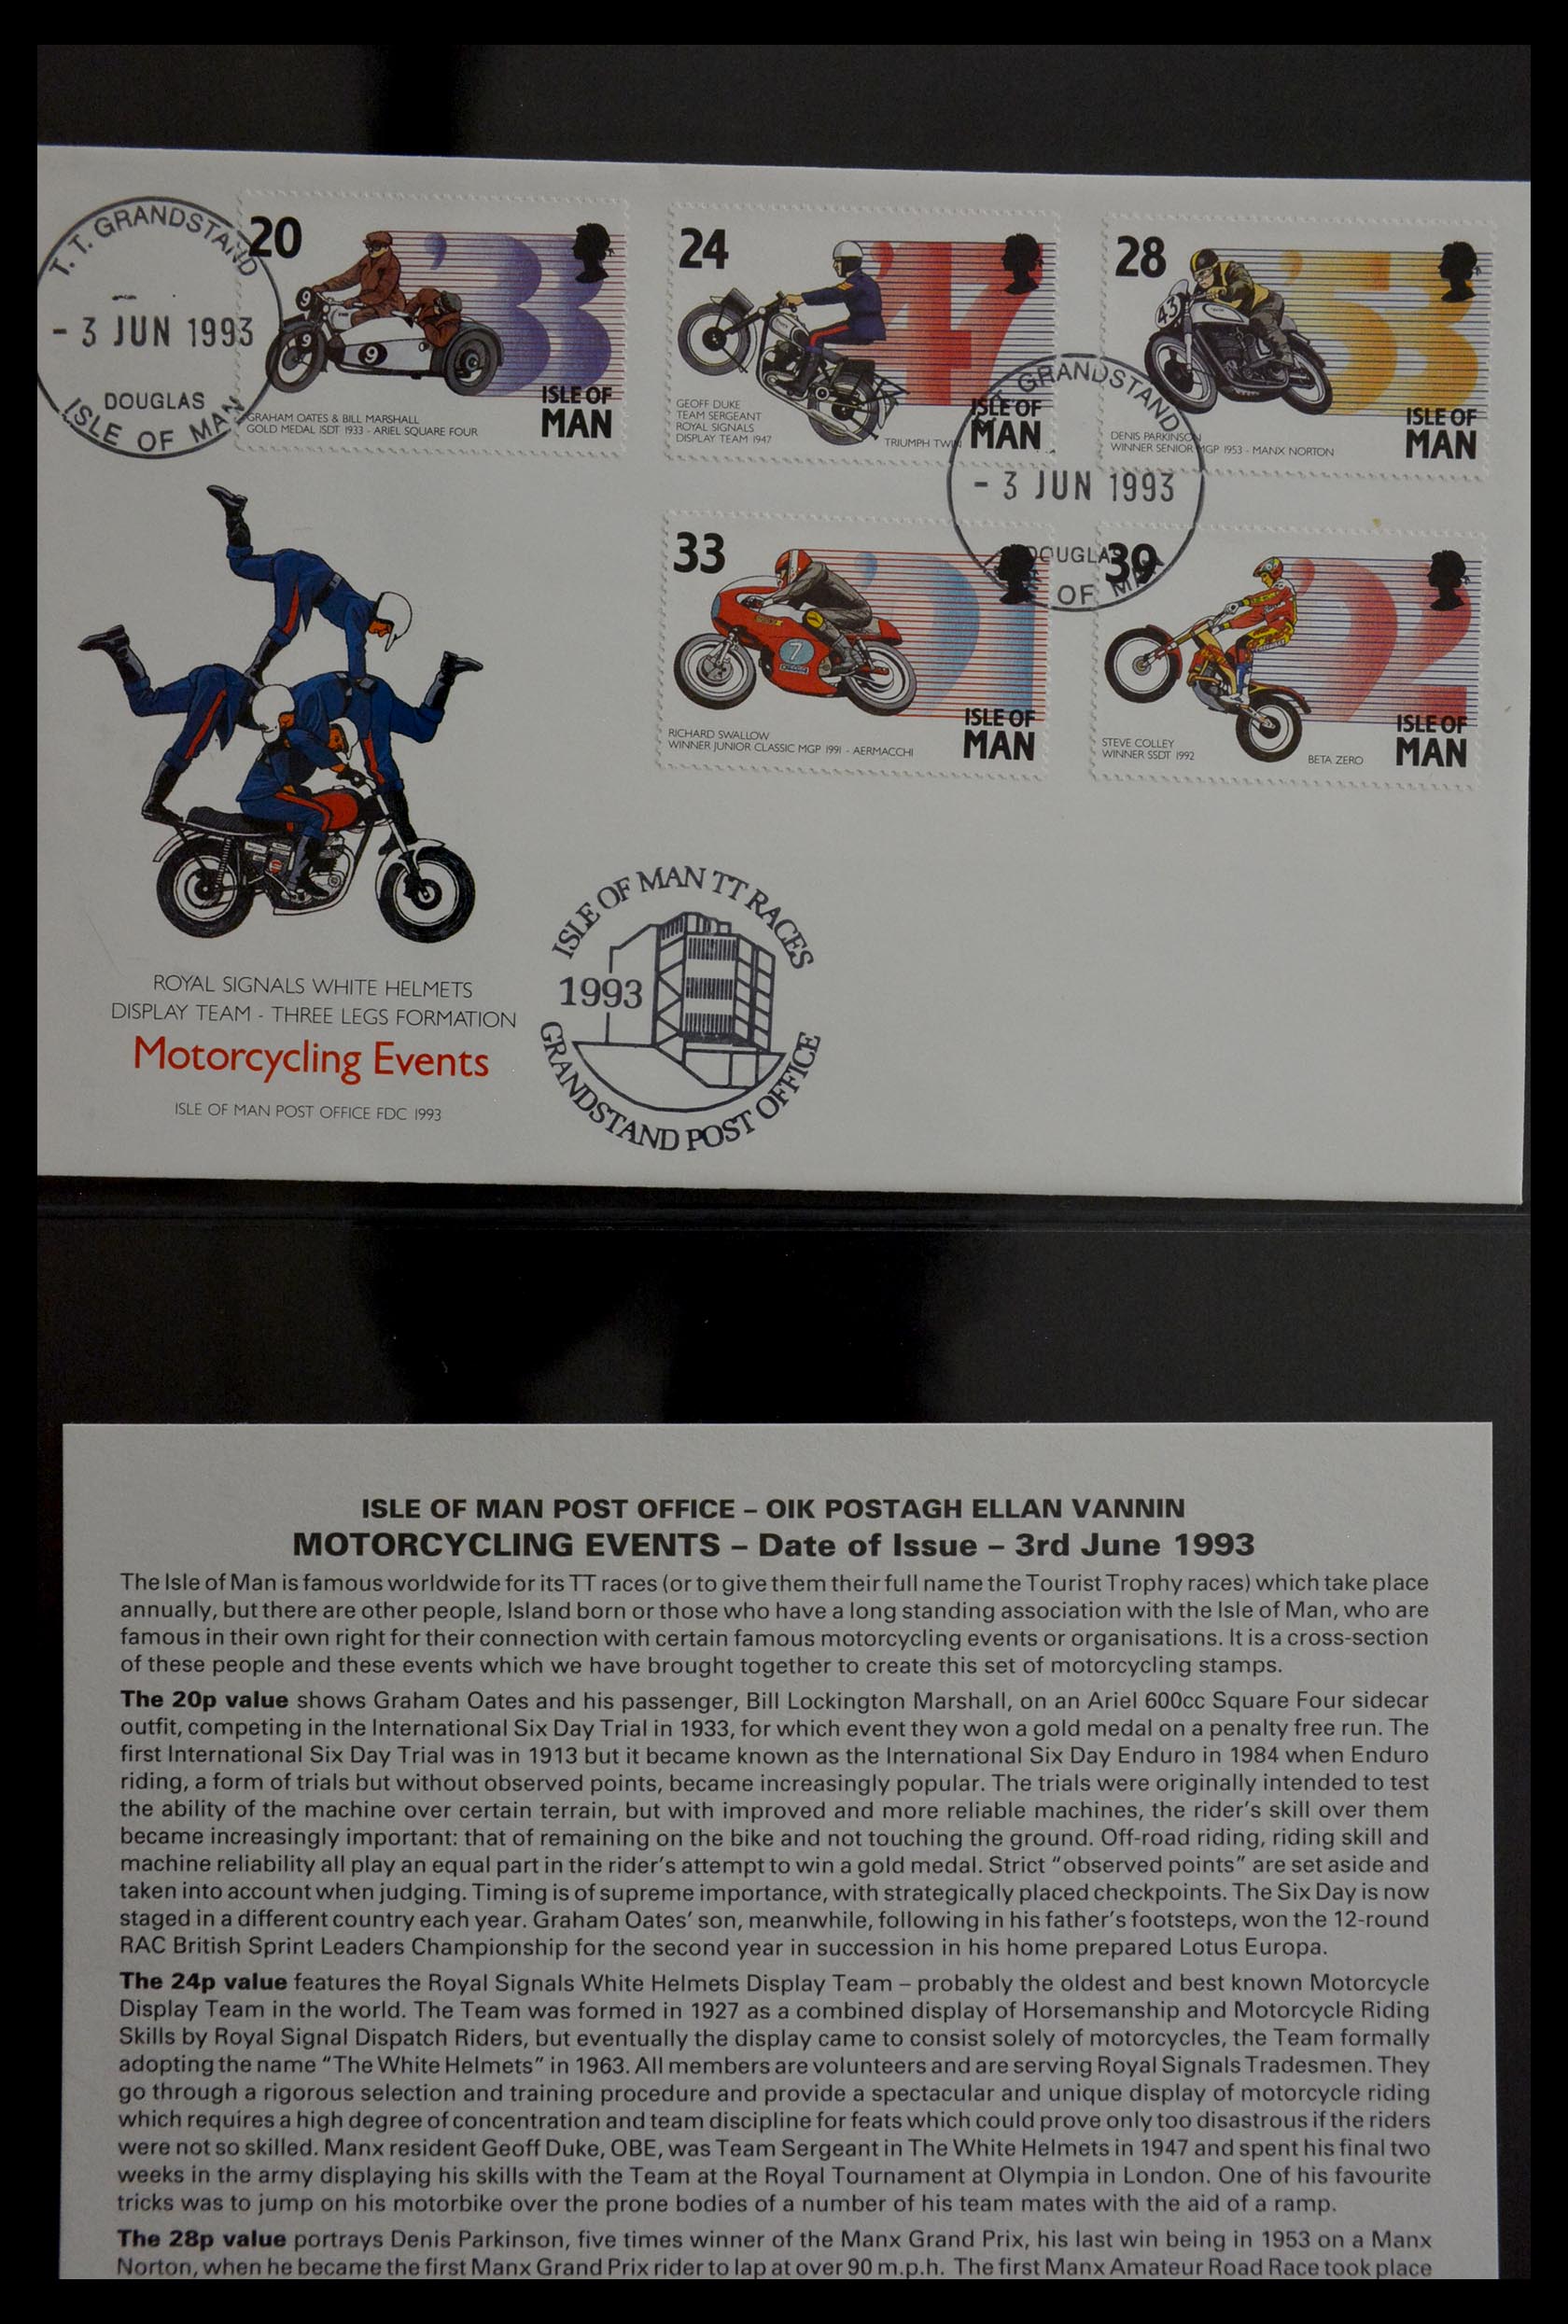 T.T. GRANDSTAND
- 3 JUN 1993
DOUGLAS
ISLE OF MAN
20
'33
9
9
9
ISLE OF
MAN
GRAHAM OATES & BILL MARSHALL
GOLD MEDAL ISDT 1933 - ARIEL SQUARE FOUR
24
'47
GEOFF DUKE
TEAM SERGEANT
ROYAL SIGNALS
DISPLAY TEAM 1947
TRIUMPH TWIN
ISLE OF
MAN
28
'53
43
DENIS PARKINSON
WINNER SENIOR MGP 1953 - MANX NORTON
ISLE OF
MAN
GRANDSTAND
- 3 JUN 1993
DOUGLAS
OF MAN
33
'91
7
RICHARD SWALLOW
WINNER JUNIOR CLASSIC MGP 1991 - AERMACCHI
ISLE OF
MAN
39
'92
STEVE COLLEY
WINNER SSDT 1992
BETA ZERO
ISLE OF
MAN
ROYAL SIGNALS WHITE HELMETS
DISPLAY TEAM - THREE LEGS FORMATION
Motorcycling Events
ISLE OF MAN POST OFFICE FDC 1993
ISLE OF MAN TT RACES
1993
GRANDSTAND POST OFFICE
ISLE OF MAN POST OFFICE – OIK POSTAGH ELLAN VANNIN
MOTORCYCLING EVENTS – Date of Issue – 3rd June 1993
The Isle of Man is famous worldwide for its TT races (or to give them their full name the Tourist Trophy races) which take place
annually, but there are other people, Island born or those who have a long standing association with the Isle of Man, who are
famous in their own right for their connection with certain famous motorcycling events or organisations. It is a cross-section
of these people and these events which we have brought together to create this set of motorcycling stamps.
The 20p value shows Graham Oates and his passenger, Bill Lockington Marshall, on an Ariel 600cc Square Four sidecar
outfit, competing in the International Six Day Trial in 1933, for which event they won a gold medal on a penalty free run. The
first International Six Day Trial was in 1913 but it became known as the International Six Day Enduro in 1984 when Enduro
riding, a form of trials but without observed points, became increasingly popular. The trials were originally intended to test
the ability of the machine over certain terrain, but with improved and more reliable machines, the rider's skill over them
became increasingly important: that of remaining on the bike and not touching the ground. Off-road riding, riding skill and
machine reliability all play an equal part in the rider's attempt to win a gold medal. Strict "observed points" are set aside and
taken into account when judging. Timing is of supreme importance, with strategically placed checkpoints. The Six Day is now
staged in a different country each year. Graham Oates' son, meanwhile, following in his father's footsteps, won the 12-round
RAC British Sprint Leaders Championship for the second year in succession in his home prepared Lotus Europa.
The 24p value features the Royal Signals White Helmets Display Team – probably the oldest and best known Motorcycle
Display Team in the world. The Team was formed in 1927 as a combined display of Horsemanship and Motorcycle Riding
Skills by Royal Signal Dispatch Riders, but eventually the display came to consist solely of motorcycles, the Team formally
adopting the name "The White Helmets" in 1963. All members are volunteers and are serving Royal Signals Tradesmen. They
go through a rigorous selection and training procedure and provide a spectacular and unique display of motorcycle riding
which requires a high degree of concentration and team discipline for feats which could prove only too disastrous if the riders
were not so skilled. Manx resident Geoff Duke, OBE, was Team Sergeant in The White Helmets in 1947 and spent his final two
weeks in the army displaying his skills with the Team at the Royal Tournament at Olympia in London. One of his favourite
tricks was to jump on his motorbike over the prone bodies of a number of his team mates with the aid of a ramp.
The 28p value portrays Denis Parkinson, five times winner of the Manx Grand Prix, his last win being in 1953 on a Manx
Norton, when he became the first Manx Grand Prix rider to lap at over 90 m.p.h. The first Manx Amateur Road Race took place